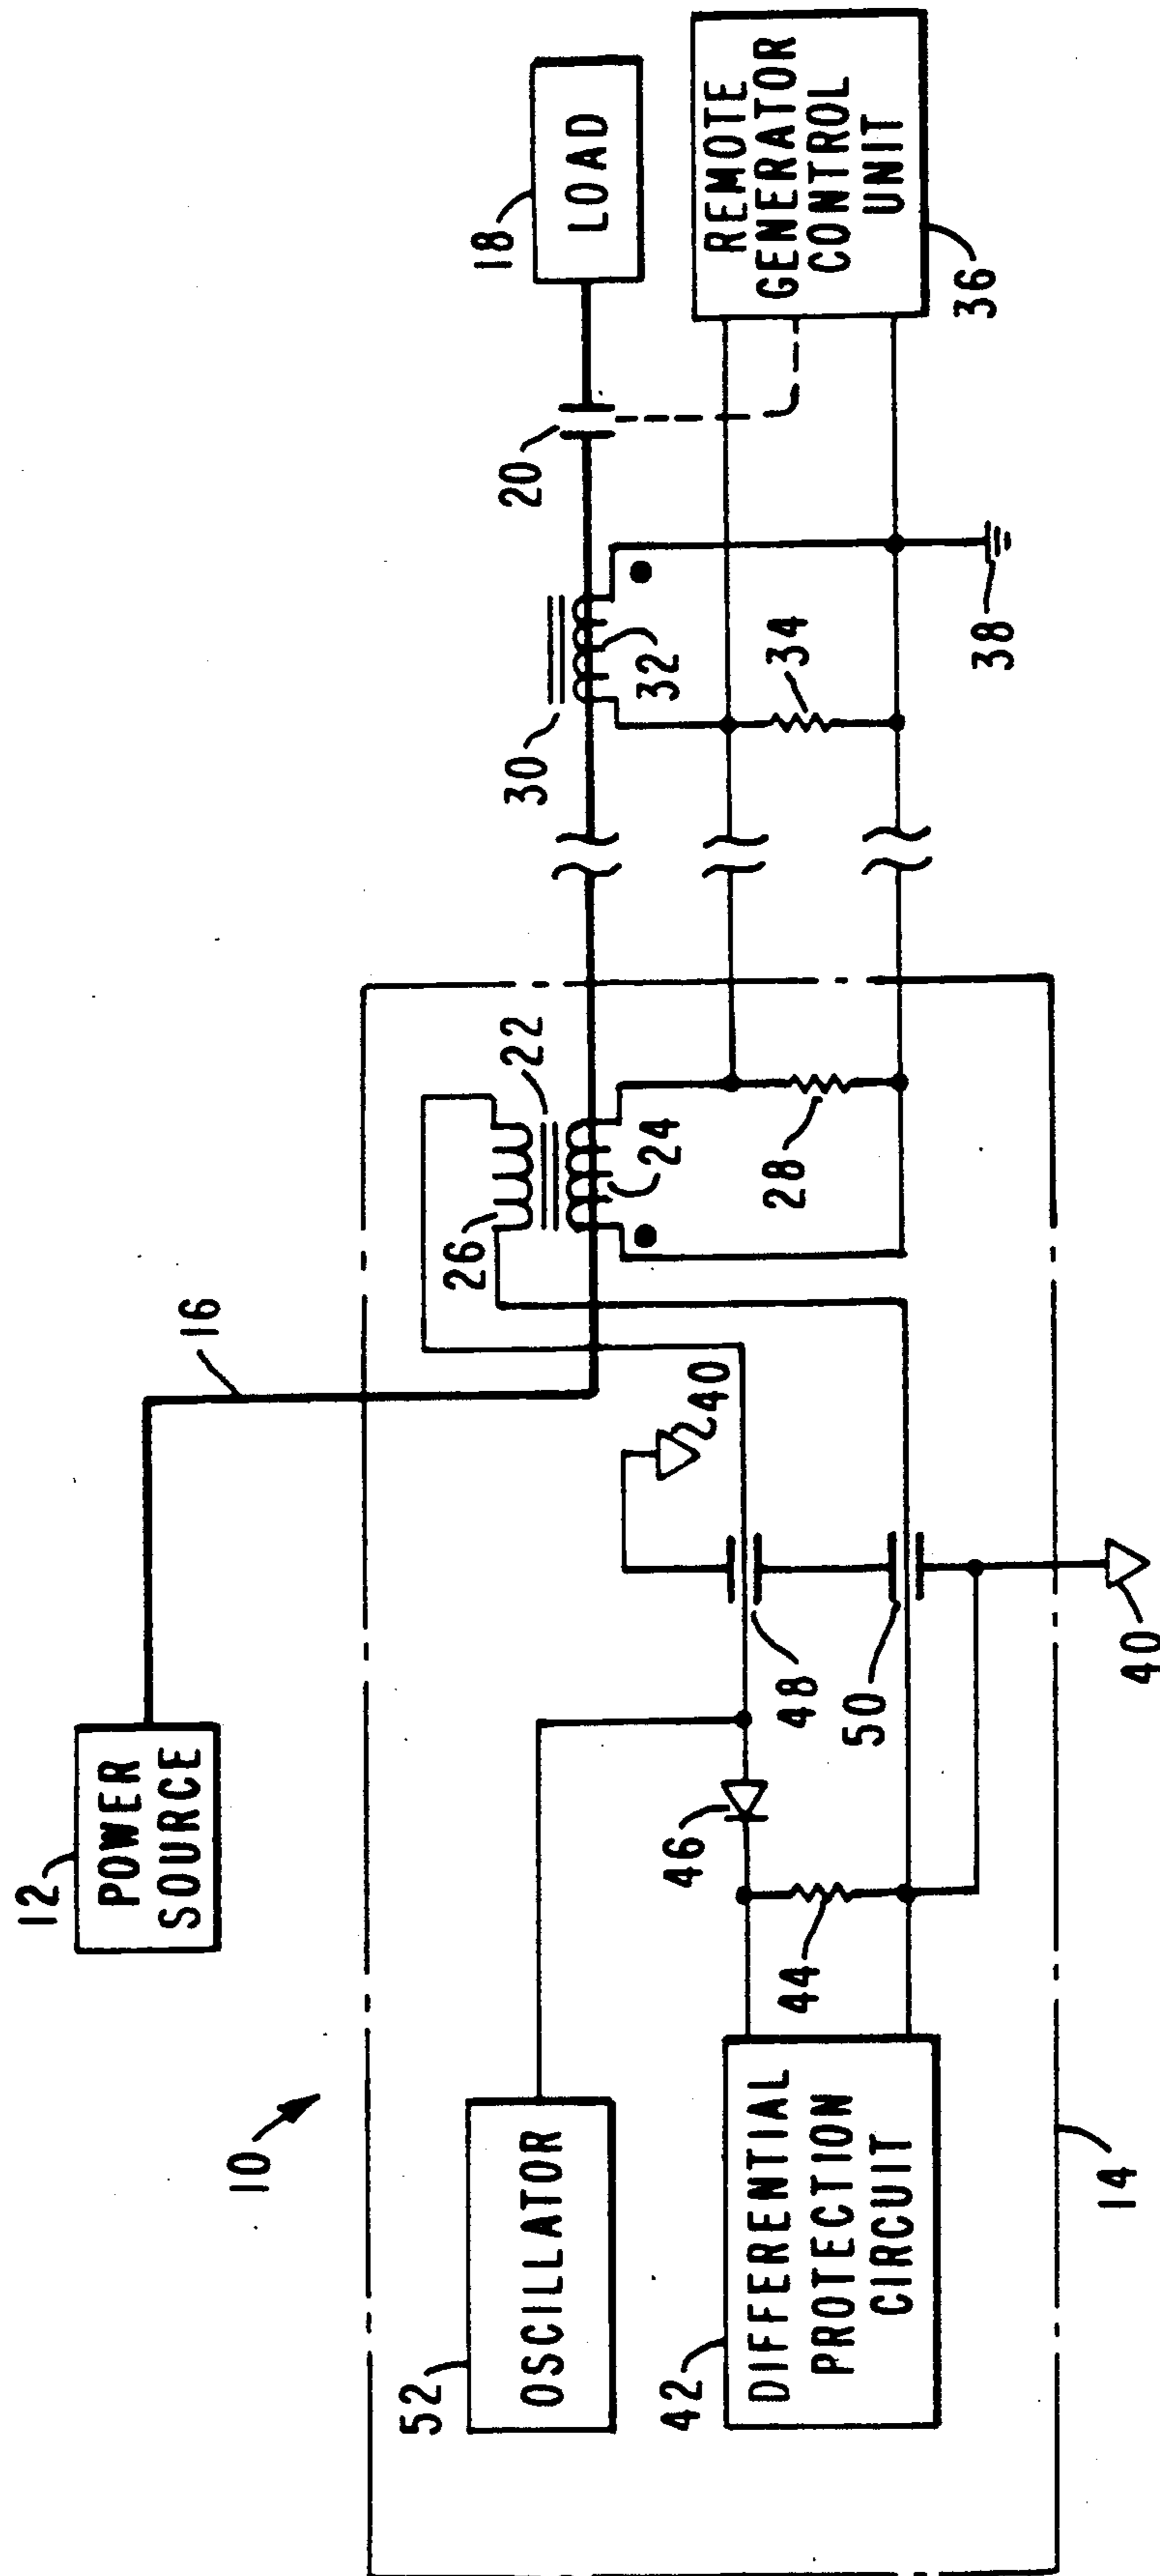 12
POWER
SOURCE
16
10
52
OSCILLATOR
42
DIFFERENTIAL
PROTECTION
CIRCUIT
14
44
46
48
50
40
40
26
22
24
28
30
32
34
38
20
18
LOAD
REMOTE
GENERATOR
CONTROL
UNIT
36